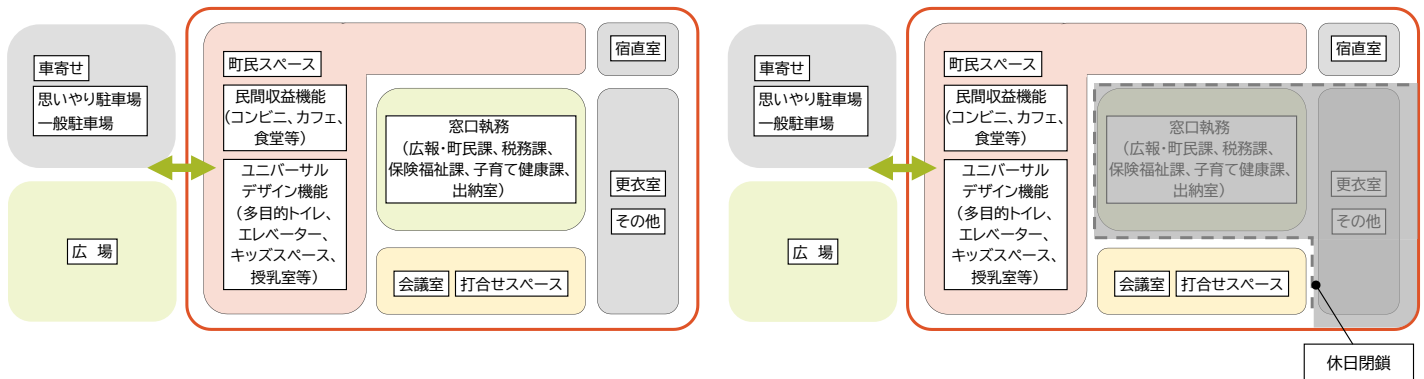 車寄せ
思いやり駐車場
一般駐車場
広 場
町民スペース
民間収益機能
(コンビニ、カフェ、
食堂等)
ユニバーサル
デザイン機能
(多目的トイレ、
エレベーター、
キッズスペース、
授乳室等)
窓口執務
(広報・町民課、税務課、
保険福祉課、子育て健康課、
出納室)
会議室
打合せスペース
宿直室
更衣室
その他
車寄せ
思いやり駐車場
一般駐車場
広 場
町民スペース
民間収益機能
(コンビニ、カフェ、
食堂等)
ユニバーサル
デザイン機能
(多目的トイレ、
エレベーター、
キッズスペース、
授乳室等)
窓口執務
(広報・町民課、税務課、
保険福祉課、子育て健康課、
出納室)
会議室
打合せスペース
宿直室
更衣室
その他
休日閉鎖